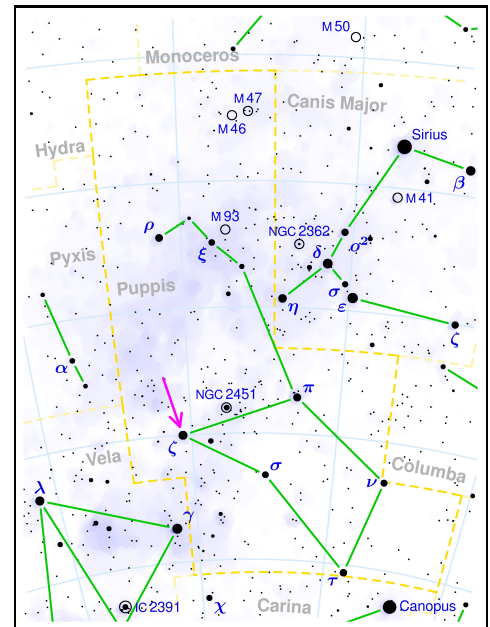 M 50
Monoceros
M 47
Canis Major
M 46
Sirius
Hydra
β
M 41
ρ
M 93
NGC 2362
ο²
ξ
δ
Pyxis
Puppis
σ
η
ε
ζ
α
π
NGC 2451
ζ
Vela
σ
Columba
ν
λ
γ
τ
IC 2391
χ
Carina
Canopus